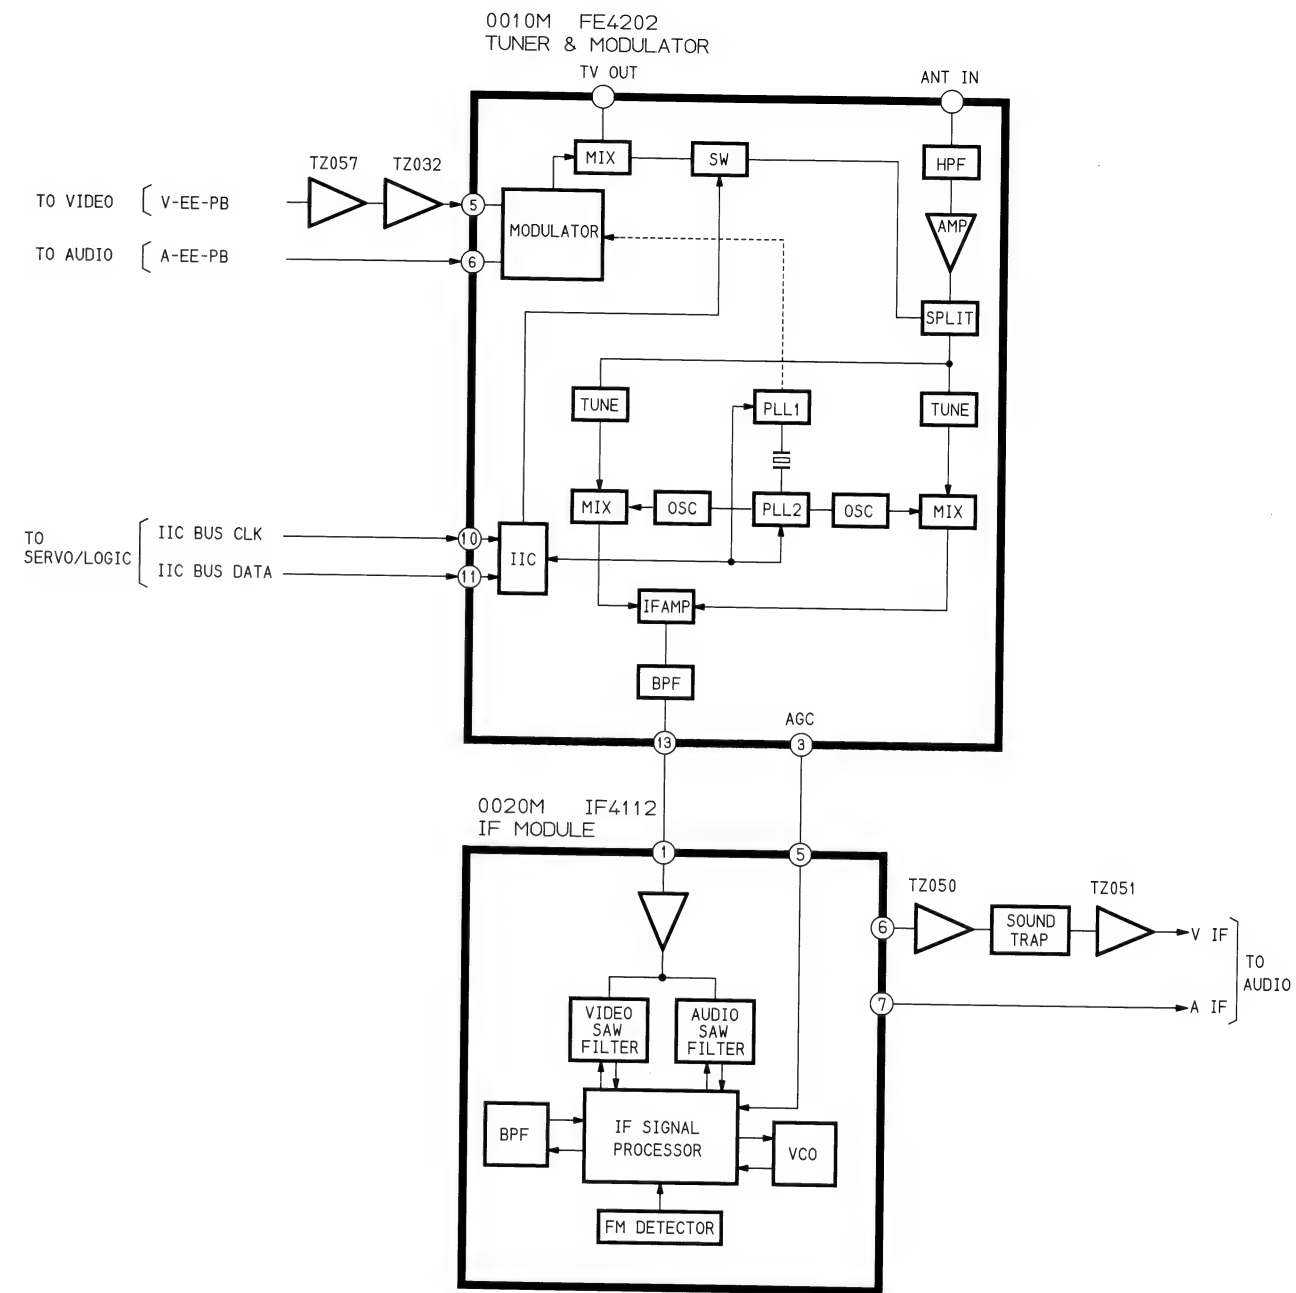 0010M FE4202
TUNER & MODULATOR
TV OUT
ANT IN
MIX
SW
HPF
TZ057
TZ032
TO VIDEO
V-EE-PB
5
MODULATOR
AMP
TO AUDIO
A-EE-PB
6
SPLIT
TUNE
PLL1
TUNE
MIX
OSC
PLL2
OSC
MIX
TO
SERVO/LOGIC
IIC BUS CLK
10
IIC
IIC BUS DATA
11
IFAMP
BPF
AGC
13
3
0020M IF4112
IF MODULE
1
5
TZ050
TZ051
6
SOUND
TRAP
V IF
TO
AUDIO
7
A IF
VIDEO
SAW
FILTER
AUDIO
SAW
FILTER
BPF
IF SIGNAL
PROCESSOR
VCO
FM DETECTOR